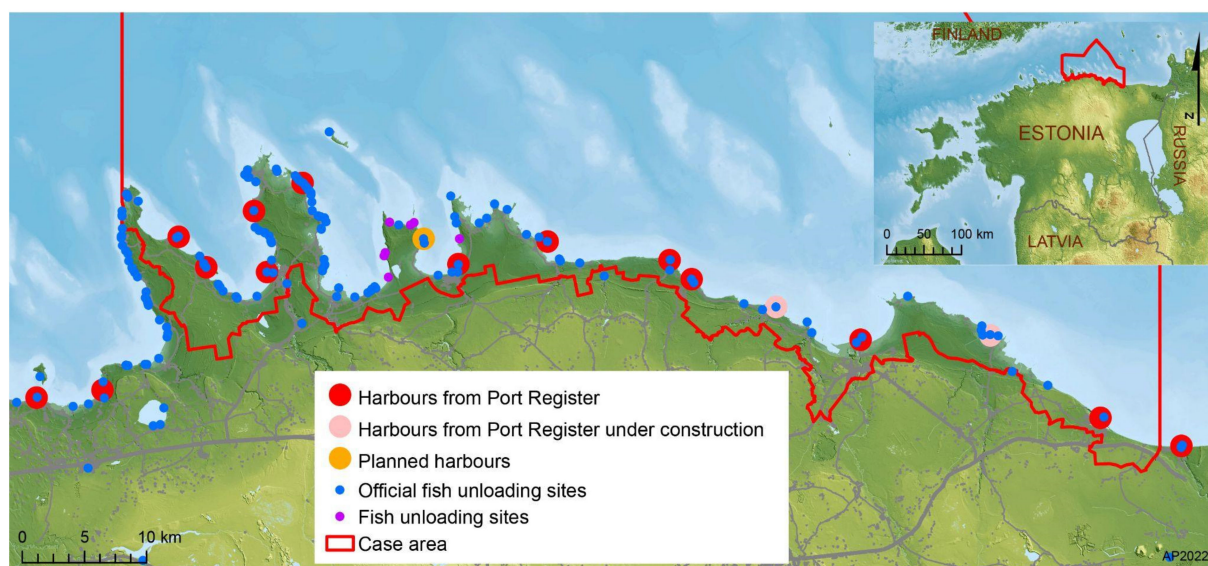 FINLAND
N
ESTONIA
RUSSIA
0 50 100 km
LATVIA
Harbours from Port Register
Harbours from Port Register under construction
Planned harbours
Official fish unloading sites
Fish unloading sites
Case area
0 5 10 km
AP2022